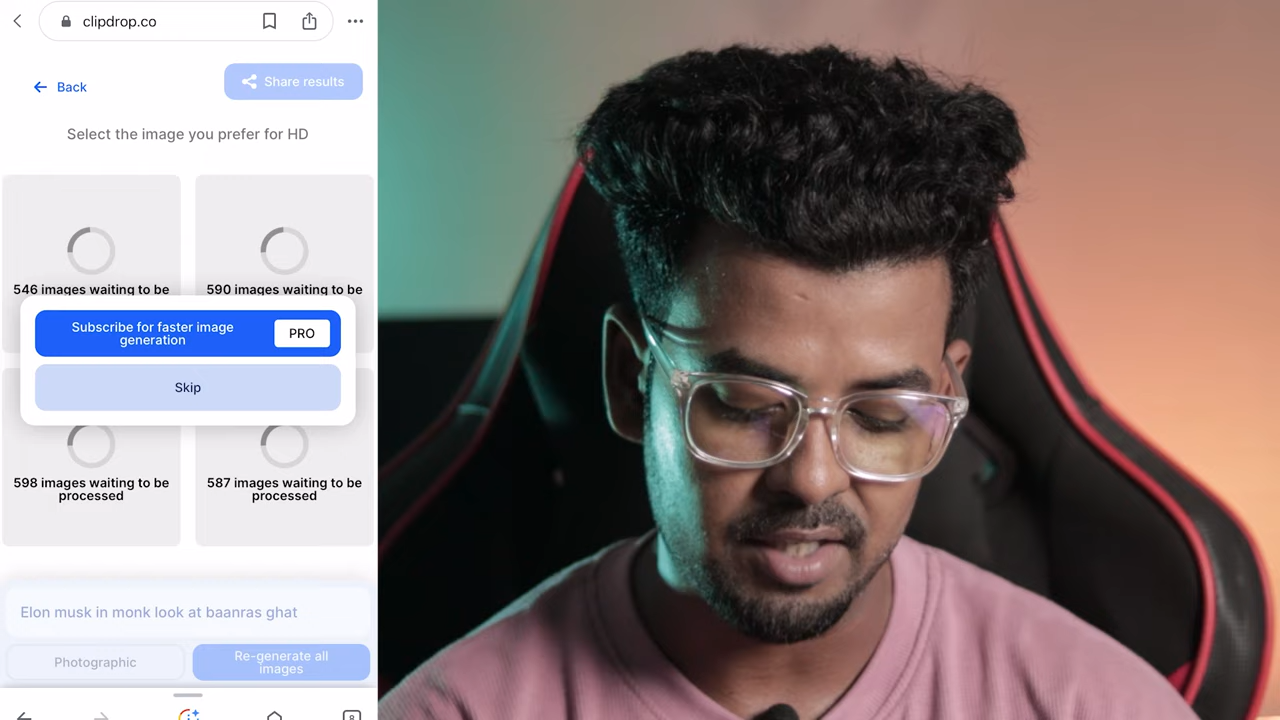 clipdrop.co
Back
Share results
Select the image you prefer for HD
546 images waiting to be
590 images waiting to be
Subscribe for faster image
generation
PRO
Skip
598 images waiting to be
processed
587 images waiting to be
processed
Elon musk in monk look at baanras ghat
Photographic
Re-generate all
images
8